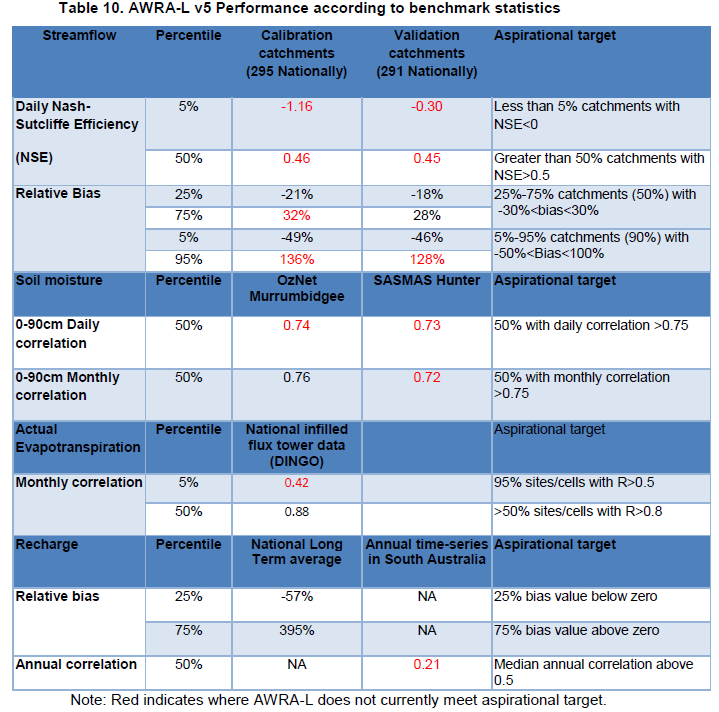 Table 10. AWRA-L v5 Performance according to benchmark statistics
Streamflow Percentile Calibration catchments (295 Nationally) Validation catchments (291 Nationally) Aspirational target
Daily Nash-Sutcliffe Efficiency (NSE) 5% -1.16 -0.30 Less than 5% catchments with NSE<0
50% 0.46 0.45 Greater than 50% catchments with NSE>0.5
Relative Bias 25% -21% -18% 25%-75% catchments (50%) with -30%<bias<30%
75% 32% 28%
5% -49% -46% 5%-95% catchments (90%) with -50%<Bias<100%
95% 136% 128%
Soil moisture Percentile OzNet Murrumbidgee SASMAS Hunter Aspirational target
0-90cm Daily correlation 50% 0.74 0.73 50% with daily correlation >0.75
0-90cm Monthly correlation 50% 0.76 0.72 50% with monthly correlation >0.75
Actual Evapotranspiration Percentile National infilled flux tower data (DINGO) Aspirational target
Monthly correlation 5% 0.42 95% sites/cells with R>0.5
50% 0.88 >50% sites/cells with R>0.8
Recharge Percentile National Long Term average Annual time-series in South Australia Aspirational target
Relative bias 25% -57% NA 25% bias value below zero
75% 395% NA 75% bias value above zero
Annual correlation 50% NA 0.21 Median annual correlation above 0.5
Note: Red indicates where AWRA-L does not currently meet aspirational target.